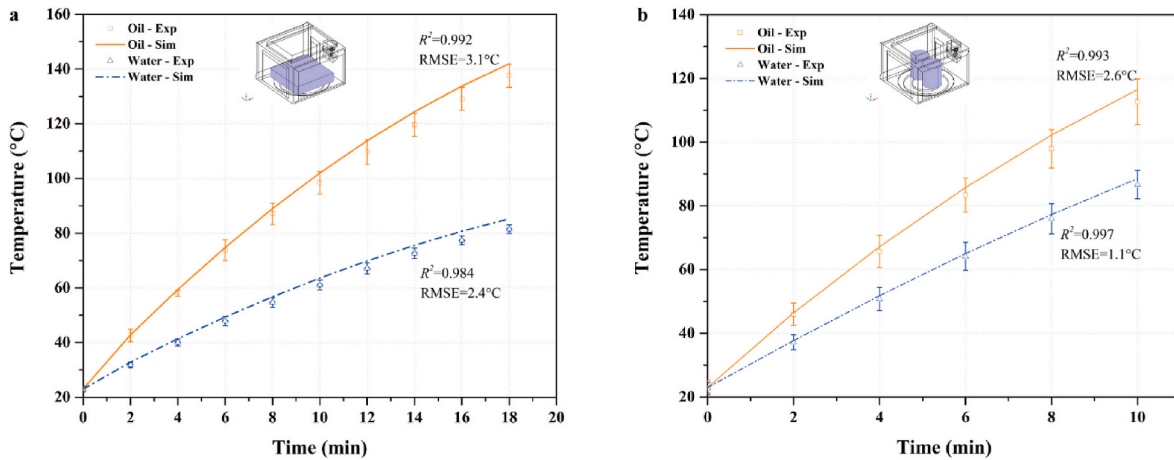 a
Oil - Exp
Oil - Sim
Water - Exp
Water - Sim
R²=0.992
RMSE=3.1°C
R²=0.984
RMSE=2.4°C
160
140
120
100
80
60
40
20
Temperature (°C)
0 2 4 6 8 10 12 14 16 18 20
Time (min)
b
Oil - Exp
Oil - Sim
Water - Exp
Water - Sim
R²=0.993
RMSE=2.6°C
R²=0.997
RMSE=1.1°C
140
120
100
80
60
40
20
Temperature (°C)
0 2 4 6 8 10
Time (min)